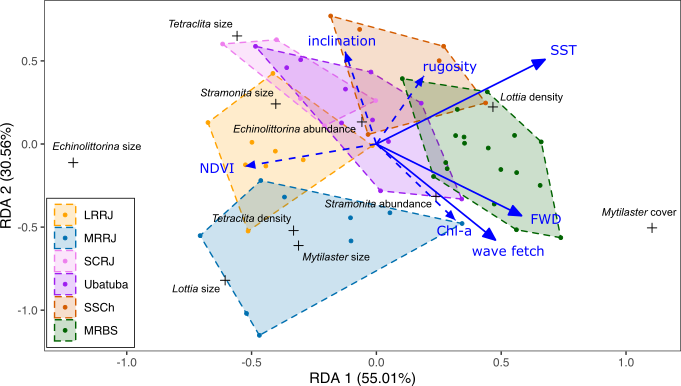 Tetraclita size
inclination
SST
rugosity
Stramonita size
Lottia density
Echinolittorina abundance
Echinolittorina size
NDVI
Stramonita abundance
Tetraclita density
FWD
Mytilaster cover
Chl-a
wave fetch
Mytilaster size
Lottia size
LRRJ
MRRJ
SCRJ
Ubatuba
SSCh
MRBS
0.5
0.0
-0.5
-1.0
RDA 2 (30.56%)
-1.0
-0.5
0.0
0.5
1.0
RDA 1 (55.01%)